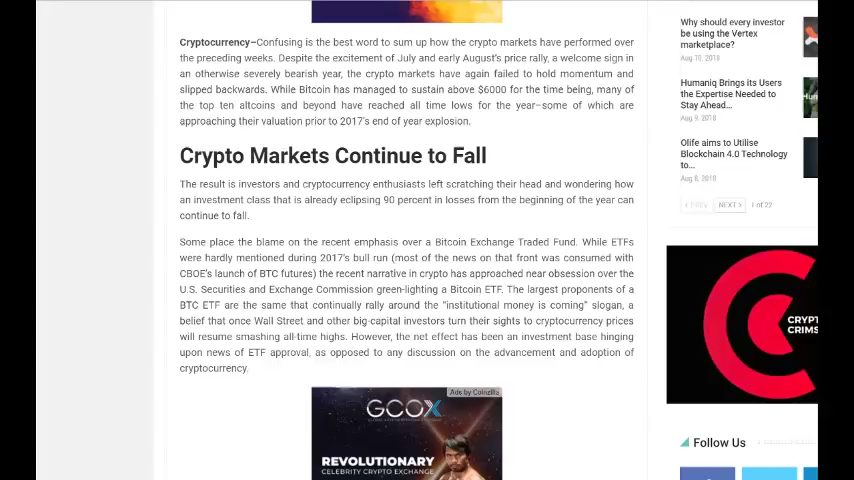 Cryptocurrency–Confusing is the best word to sum up how the crypto markets have performed over
the preceding weeks. Despite the excitement of July and early August's price rally, a welcome sign in
an otherwise severely bearish year, the crypto markets have again failed to hold momentum and
slipped backwards. While Bitcoin has managed to sustain above $6000 for the time being, many of
the top ten altcoins and beyond have reached all time lows for the year–some of which are
approaching their valuation prior to 2017's end of year explosion.
Crypto Markets Continue to Fall
The result is investors and cryptocurrency enthusiasts left scratching their head and wondering how
an investment class that is already eclipsing 90 percent in losses from the beginning of the year can
continue to fall.
Some place the blame on the recent emphasis over a Bitcoin Exchange Traded Fund. While ETFs
were hardly mentioned during 2017's bull run (most of the news on that front was consumed with
CBOE's launch of BTC futures) the recent narrative in crypto has approached near obsession over the
U.S. Securities and Exchange Commission green-lighting a Bitcoin ETF. The largest proponents of a
BTC ETF are the same that continually rally around the "institutional money is coming" slogan, a
belief that once Wall Street and other big-capital investors turn their sights to cryptocurrency prices
will resume smashing all-time highs. However, the net effect has been an investment base hinging
upon news of ETF approval, as opposed to any discussion on the advancement and adoption of
cryptocurrency.
Ads by Coinzilla
GCOX
REVOLUTIONARY
CELEBRITY CRYPTO EXCHANGE
Why should every investor
be using the Vertex
marketplace?
Aug 10, 2018
Humaniq Brings its Users
the Expertise Needed to
Stay Ahead...
Aug 9, 2018
Olife aims to Utilise
Blockchain 4.0 Technology
to...
Aug 8, 2018
PREV
NEXT
1 of 22
CRYPT
CRIMS
Follow Us